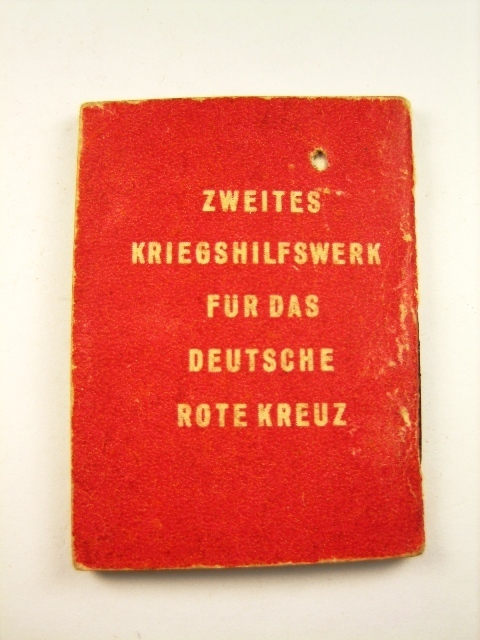 ZWEITES
KRIEGSHILFSWERK
FÜR DAS
DEUTSCHE
ROTE KREUZ